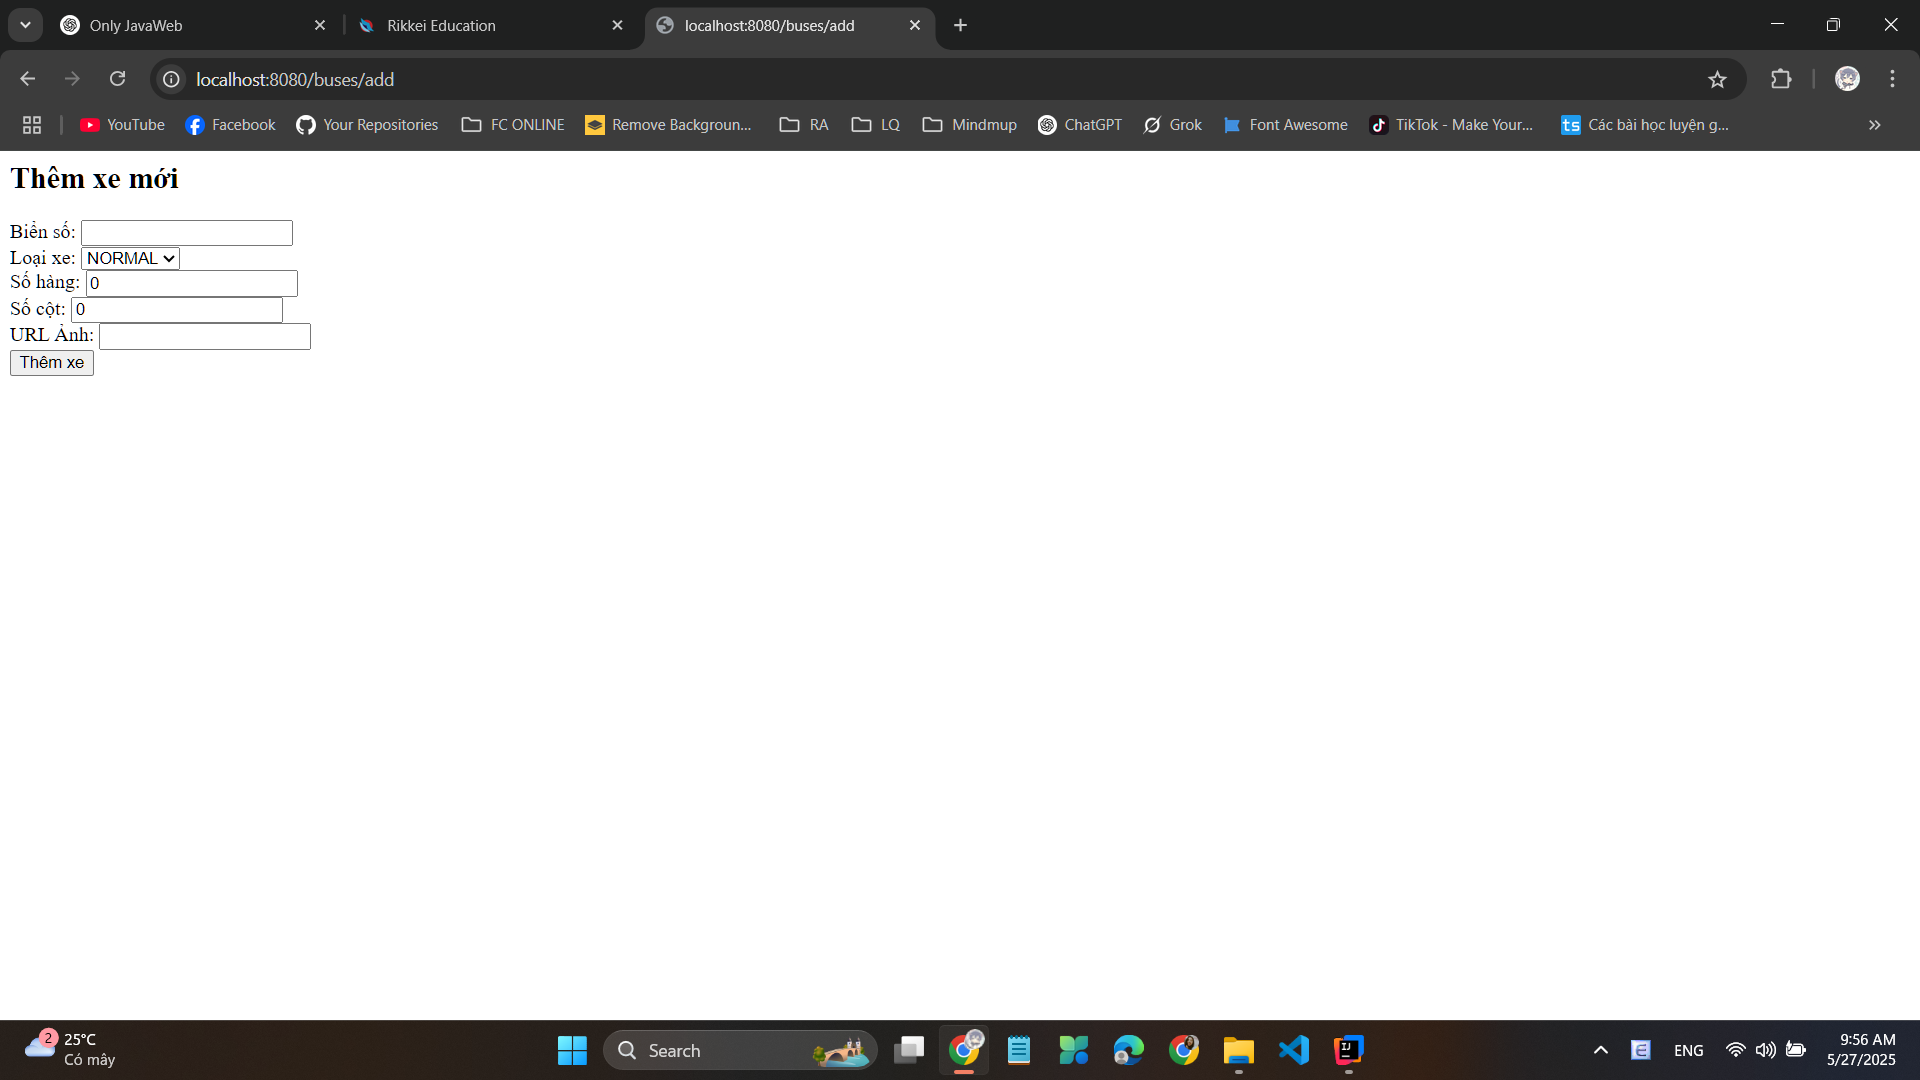 Only JavaWeb
Rikkei Education
localhost:8080/buses/add
localhost:8080/buses/add
YouTube
Facebook
Your Repositories
FC ONLINE
Remove Backgroun...
RA
LQ
Mindmup
ChatGPT
Grok
Font Awesome
TikTok - Make Your...
ts
Các bài học luyện g...
Thêm xe mới
Biển số:
Loại xe: NORMAL
Số hàng: 0
Số cột: 0
URL Ảnh:
Thêm xe
2
25°C
Có mây
Search
IJ
E
ENG
9:56 AM
5/27/2025